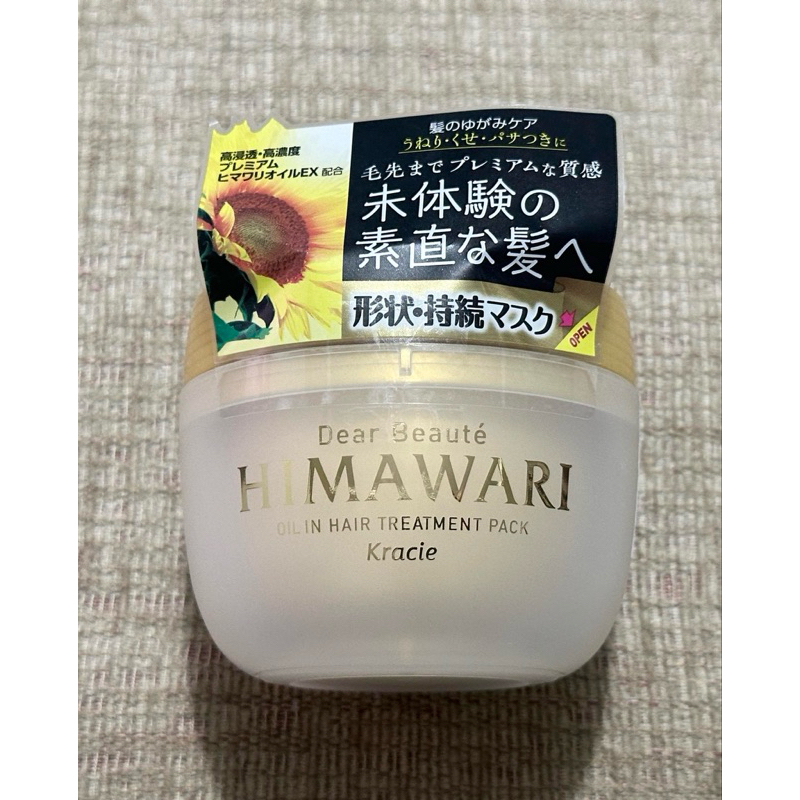 高浸透・高濃度
プレミアム
ヒマワリオイルEX 配合
髪のゆがみケア
うねり・くせ・パサつきに
毛先までプレミアムな質感
未体験の
素直な髪へ
形状・持続マスク
OPEN
Dear Beauté
HIMAWARI
OIL IN HAIR TREATMENT PACK
Kracie